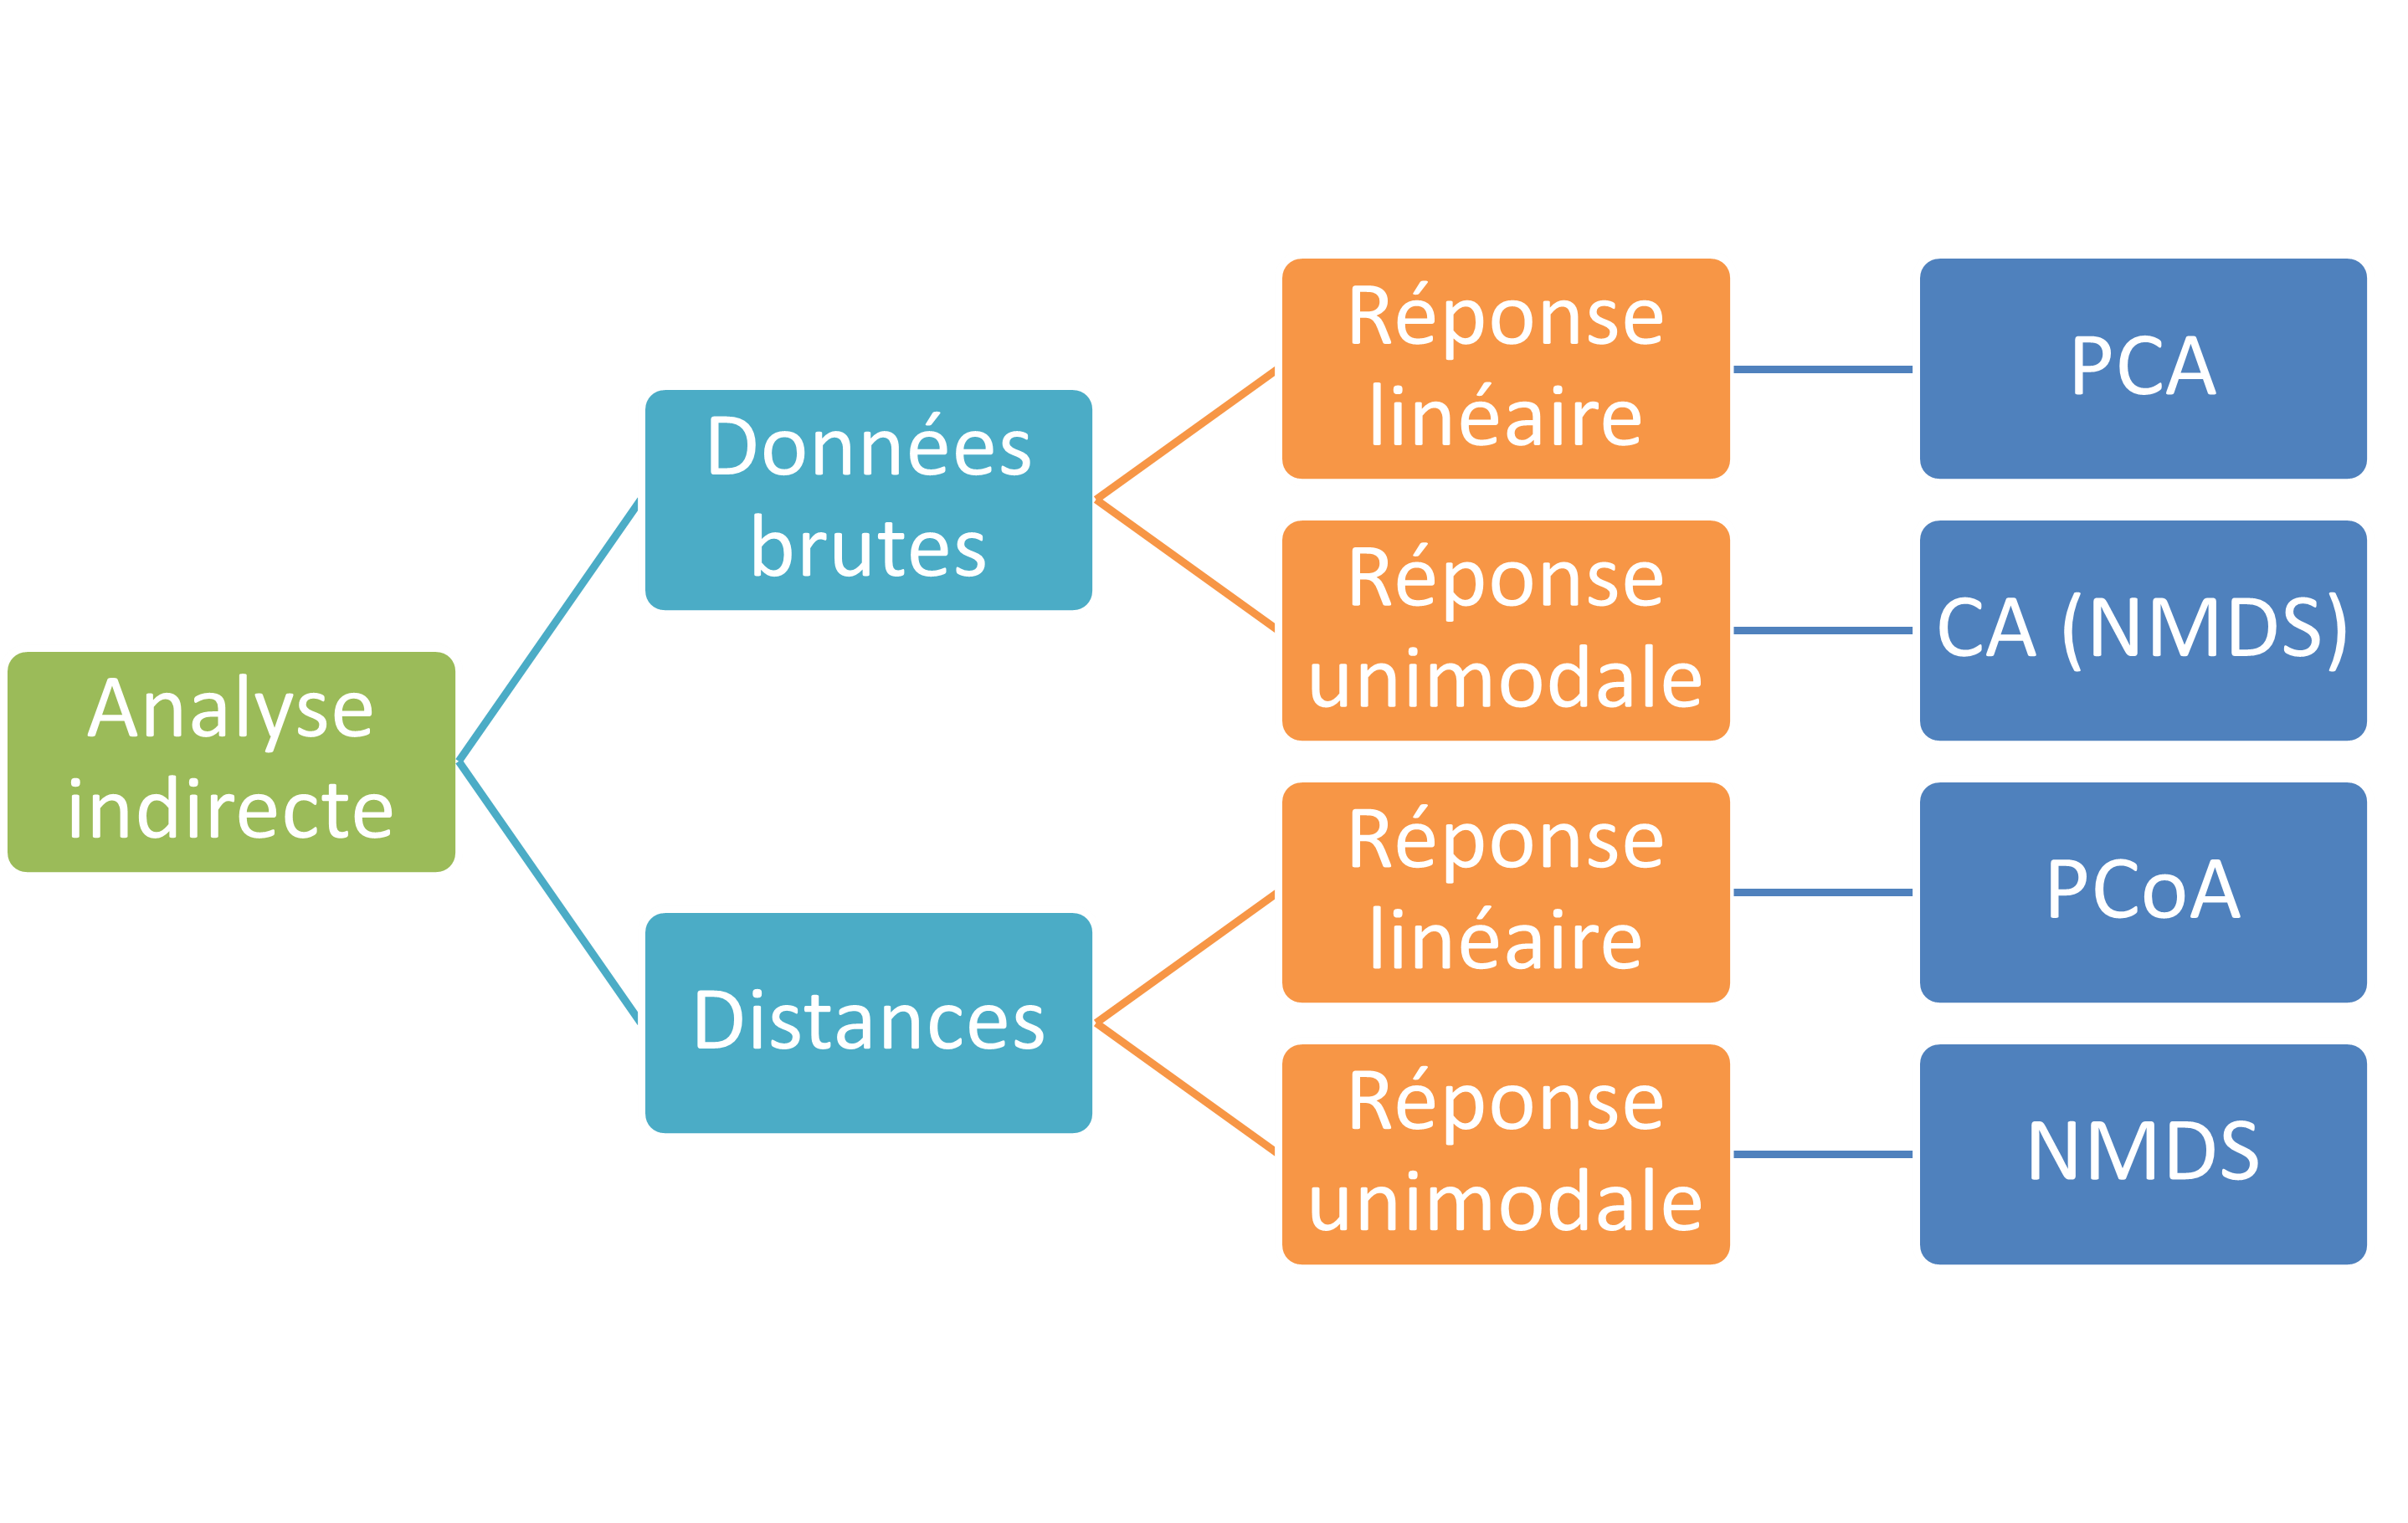 Analyse
indirecte
Données
brutes
Distances
Réponse
linéaire
Réponse
unimodale
Réponse
linéaire
Réponse
unimodale
PCA
CA (NMDS)
PCoA
NMDS